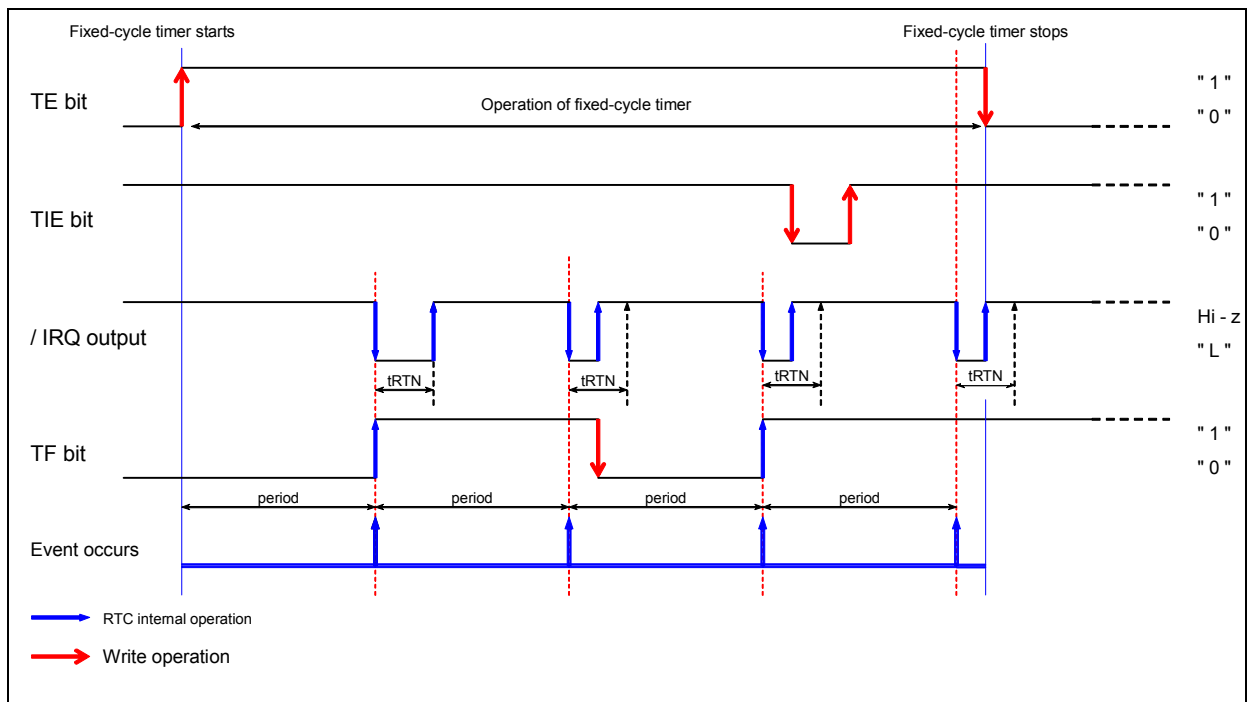 Fixed-cycle timer starts
Fixed-cycle timer stops
TE bit
Operation of fixed-cycle timer
" 1 "
" 0 "
TIE bit
" 1 "
" 0 "
/ IRQ output
Hi - z
" L "
tRTN
tRTN
tRTN
tRTN
TF bit
" 1 "
" 0 "
period
period
period
period
Event occurs
RTC internal operation
Write operation